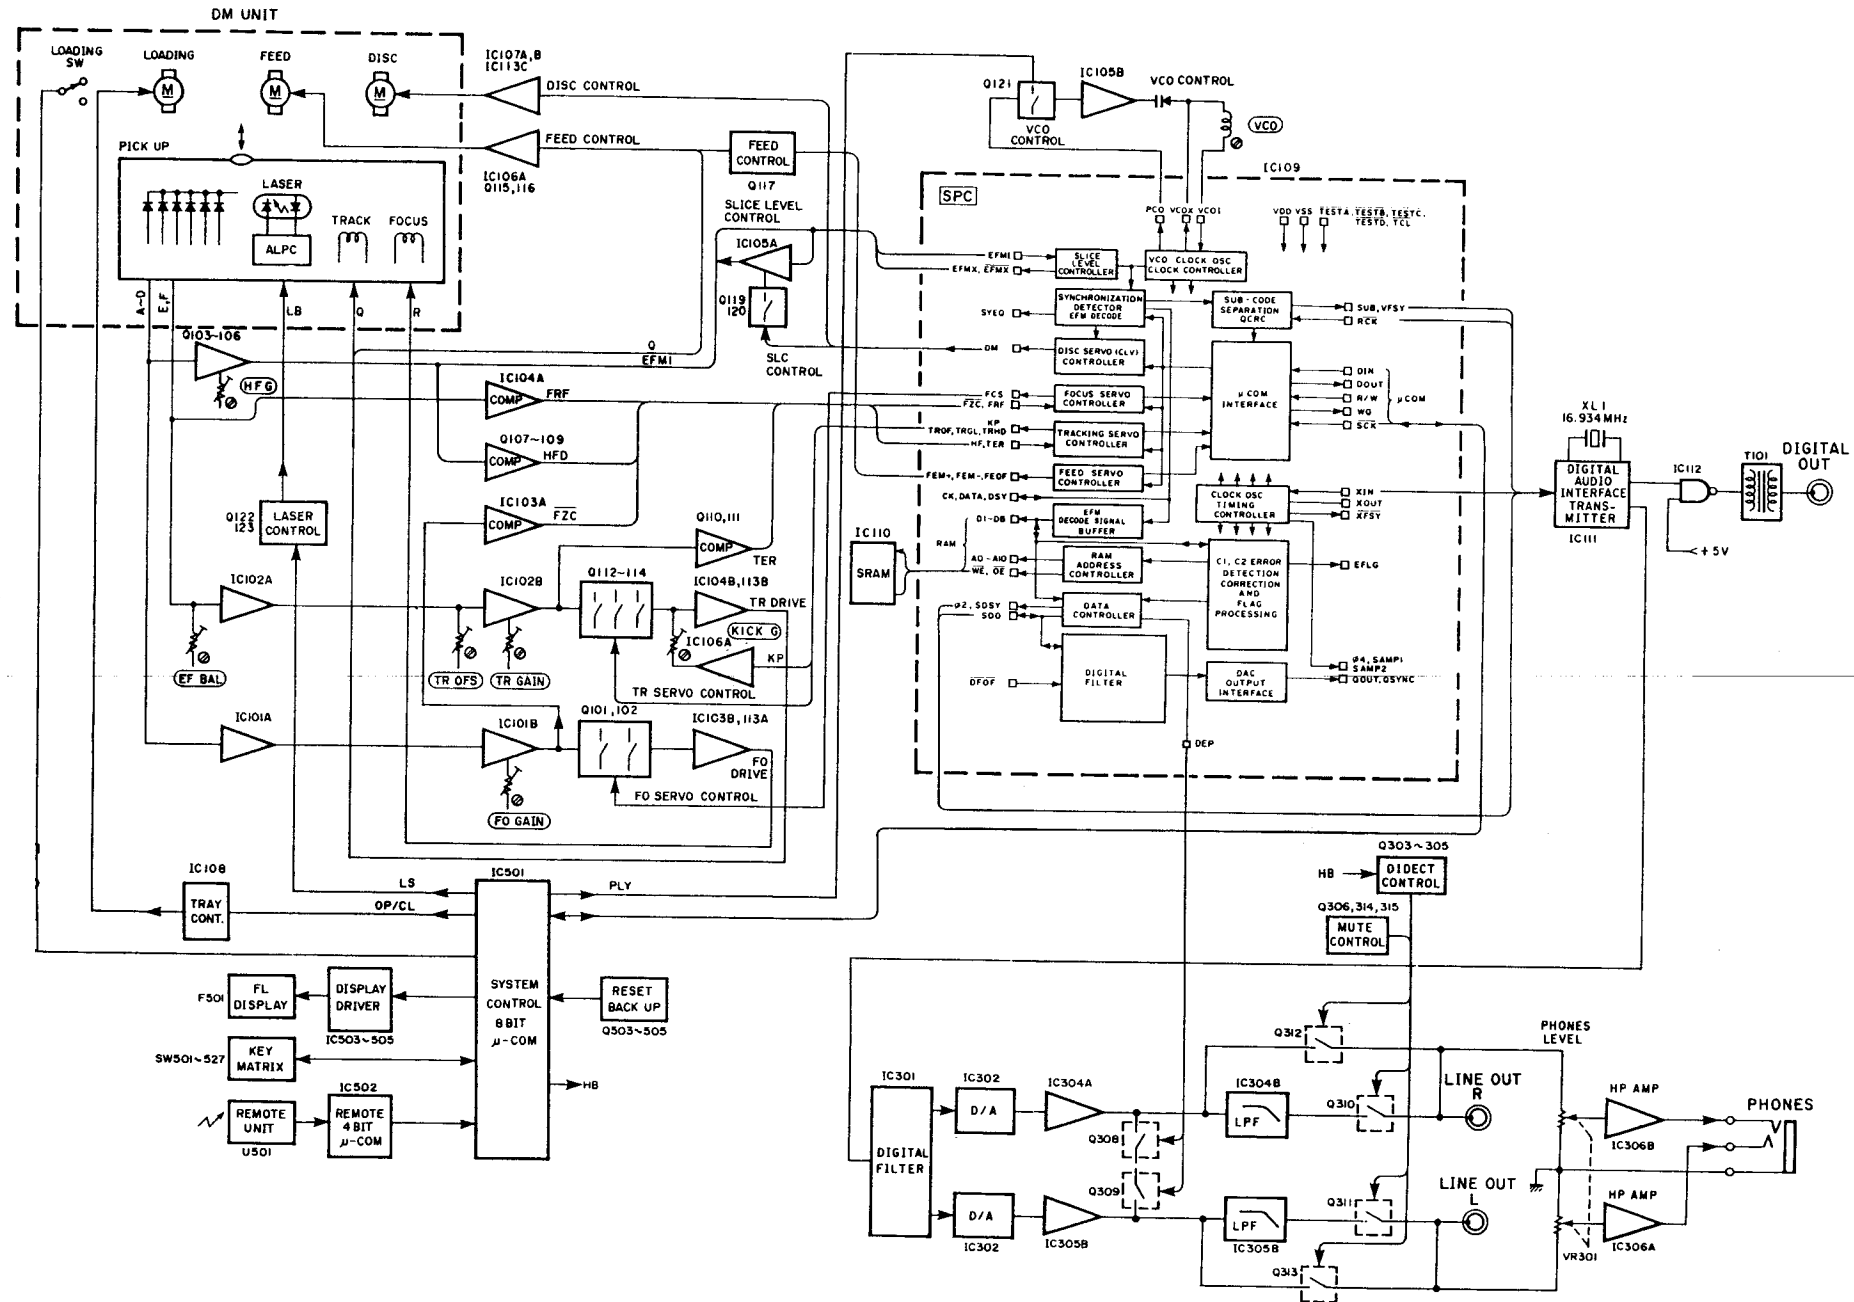 DM UNIT
LOADING
SW
LOADING
FEED
DISC
M
M
M
IC107A,B
IC113C
DISC CONTROL
FEED CONTROL
IC106A
Q115,116
FEED
CONTROL
Q117
SLICE LEVEL
CONTROL
IC105A
Q119
120
SLC
CONTROL
Q121
VCO
CONTROL
IC105B
VCO CONTROL
VCO
PICK UP
LASER
ALPC
TRACK
FOCUS
A~D
E,F
LB
Q
R
Q103~106
HFG
Q
EFMI
IC104A
COMP
FRF
Q107~109
COMP
HFD
IC103A
COMP
FZC
Q110,111
COMP
TER
Q122
123
LASER
CONTROL
IC102A
EF BAL
TR OFS
IC102B
TR GAIN
Q112~114
IC104B,113B
TR DRIVE
KICK G
IC106A
KP
TR SERVO CONTROL
IC101A
IC101B
FO GAIN
Q101,102
IC103B,113A
FO
DRIVE
FO SERVO CONTROL
IC109
SPC
PCO VCOX VCOI
VDD VSS TESTA, TESTB, TESTC,
TESTD, TCL
EFMI
EFMX, EFMX
SLICE
LEVEL
CONTROLLER
VCO CLOCK OSC
CLOCK CONTROLLER
SYEQ
SYNCHRONIZATION
DETECTOR
EFM DECODE
SUB-CODE
SEPARATION
QCRC
SUB,VFSY
RCK
DM
DISC SERVO (CLV)
CONTROLLER
FCS
FZC, FRF
FOCUS SERVO
CONTROLLER
KP
TROF, TRGL, TRHD
HF,TER
TRACKING SERVO
CONTROLLER
FEM+, FEM-, FEOF
FEED SERVO
CONTROLLER
CK,DATA,DSY
μCOM
INTERFACE
DIN
DOUT
R/W
WQ
SCK
μCOM
CLOCK OSC
TIMING
CONTROLLER
XIN
XOUT
XFSY
RAM
D1-D8
EFM
DECODE SIGNAL
BUFFER
A0-A10
WE, OE
RAM
ADDRESS
CONTROLLER
C1, C2 ERROR
DETECTION
CORRECTION
AND
FLAG
PROCESSING
EFLG
Ø2, SDSY
SDO
DATA
CONTROLLER
DFOF
DIGITAL
FILTER
DAC
OUTPUT
INTERFACE
Ø4, SAMP1
SAMP2
QOUT,QSYNC
DEP
IC110
SRAM
XL1
16.934MHz
DIGITAL
AUDIO
INTERFACE
TRANS-
MITTER
IC111
IC112
+5V
T101
DIGITAL
OUT
IC108
TRAY
CONT.
LS
OP/CL
IC501
PLY
SYSTEM
CONTROL
8BIT
μ-COM
HB
RESET
BACK UP
Q503~505
F501
FL
DISPLAY
DISPLAY
DRIVER
IC503~505
SW501~527
KEY
MATRIX
REMOTE
UNIT
U501
IC502
REMOTE
4BIT
μ-COM
Q303~305
HB
DIDECT
CONTROL
Q306,314,315
MUTE
CONTROL
IC301
DIGITAL
FILTER
IC302
D/A
IC304A
Q308
Q309
D/A
IC302
IC305B
IC304B
LPF
LPF
IC305B
Q312
Q310
Q311
Q313
LINE OUT
R
LINE OUT
L
PHONES
LEVEL
VR301
HP AMP
IC306B
HP AMP
IC306A
PHONES